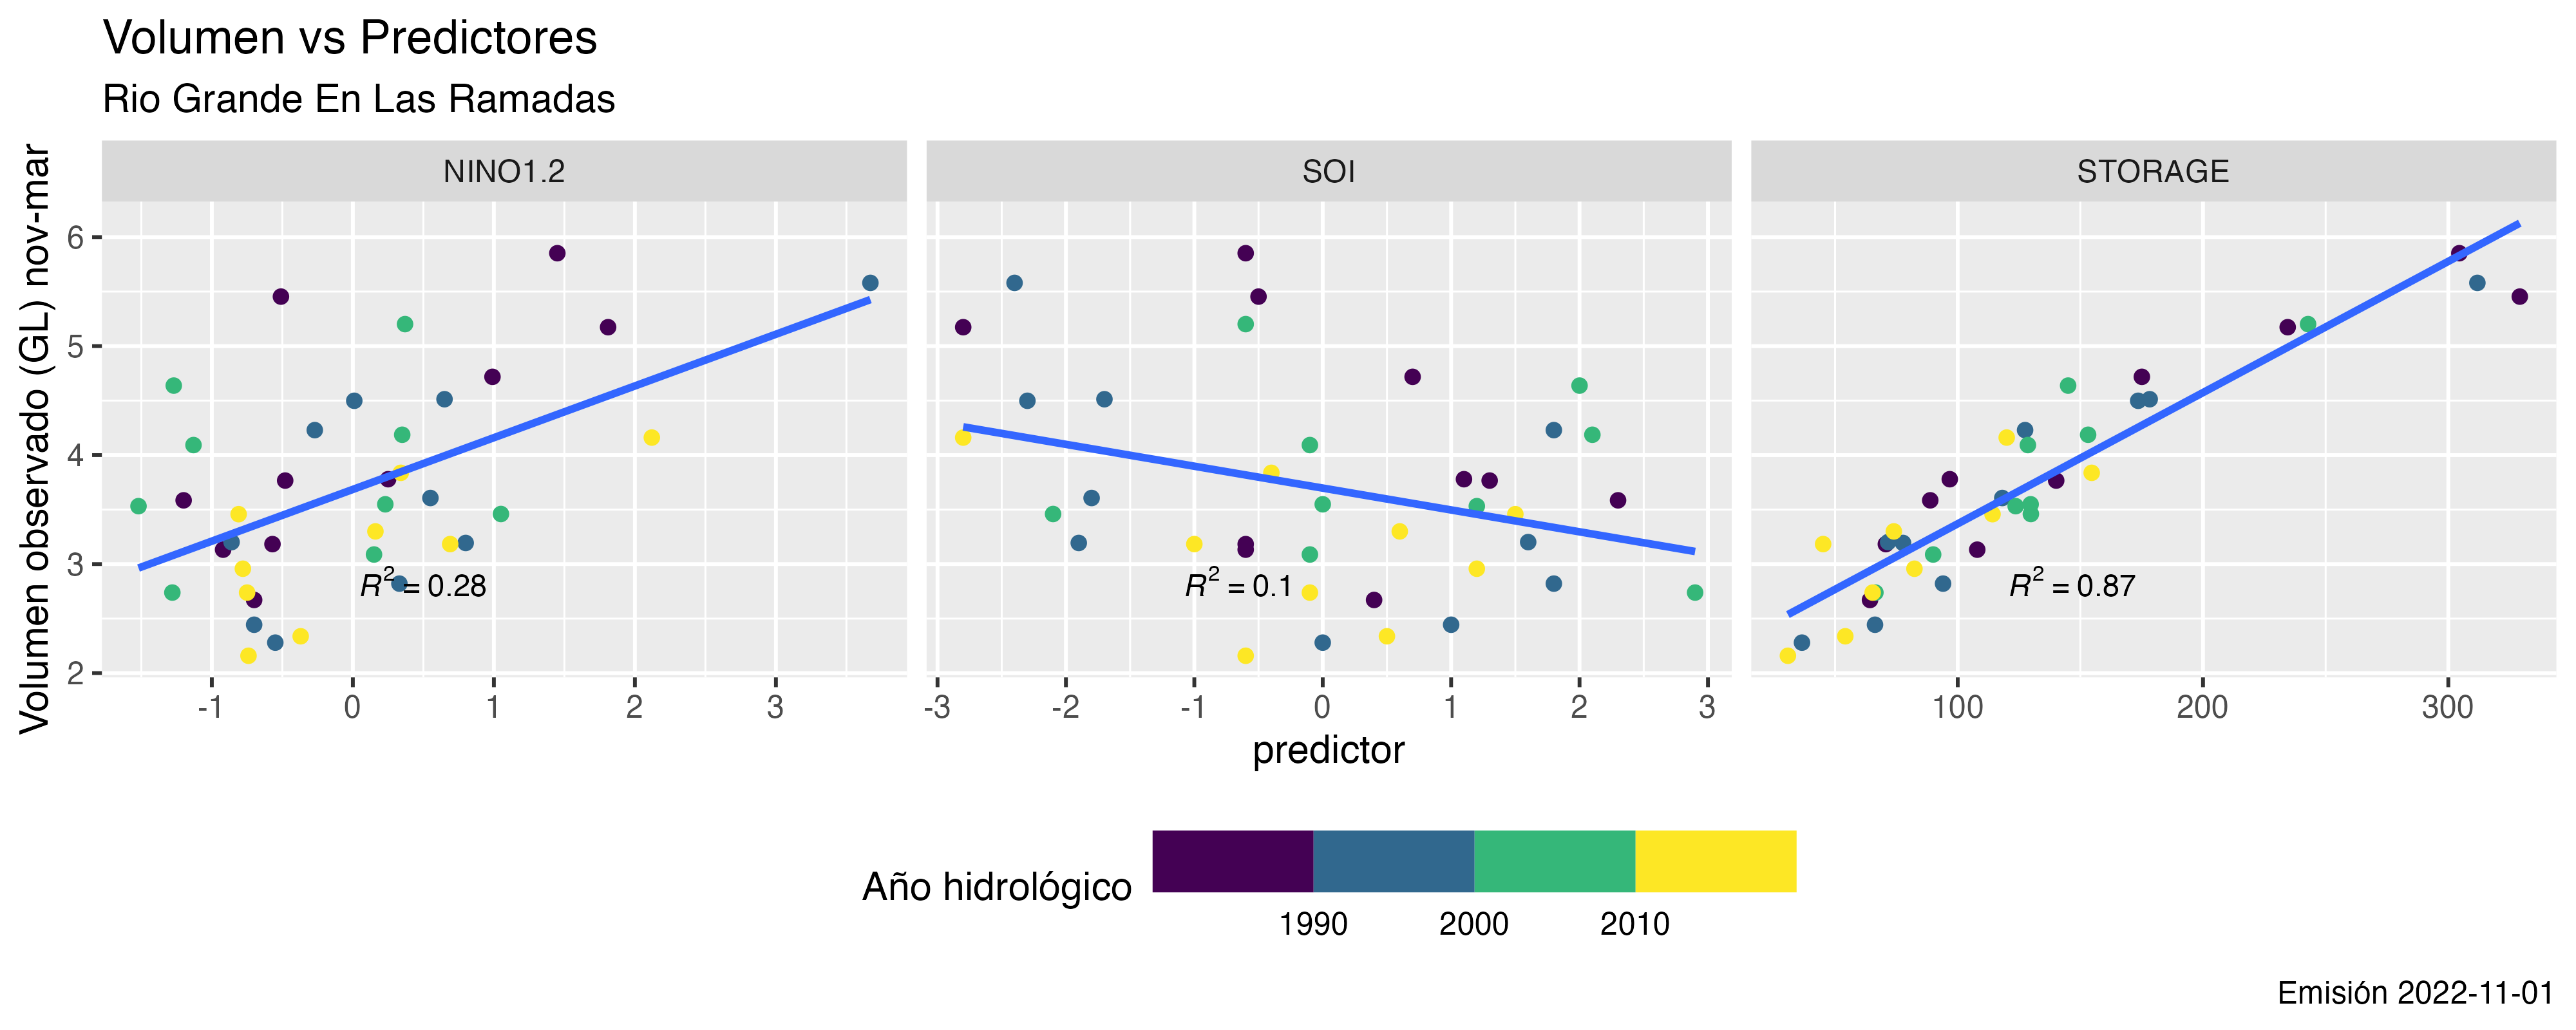 Volumen vs Predictores
Rio Grande En Las Ramadas
Volumen observado (GL) nov-mar
NINO1.2 SOI STORAGE
6
5
4
3
2
R² = 0.28 R² = 0.1 R² = 0.87
-1 0 1 2 3 -3 -2 -1 0 1 2 3 100 200 300
predictor
Año hidrológico
1990 2000 2010
Emisión 2022-11-01